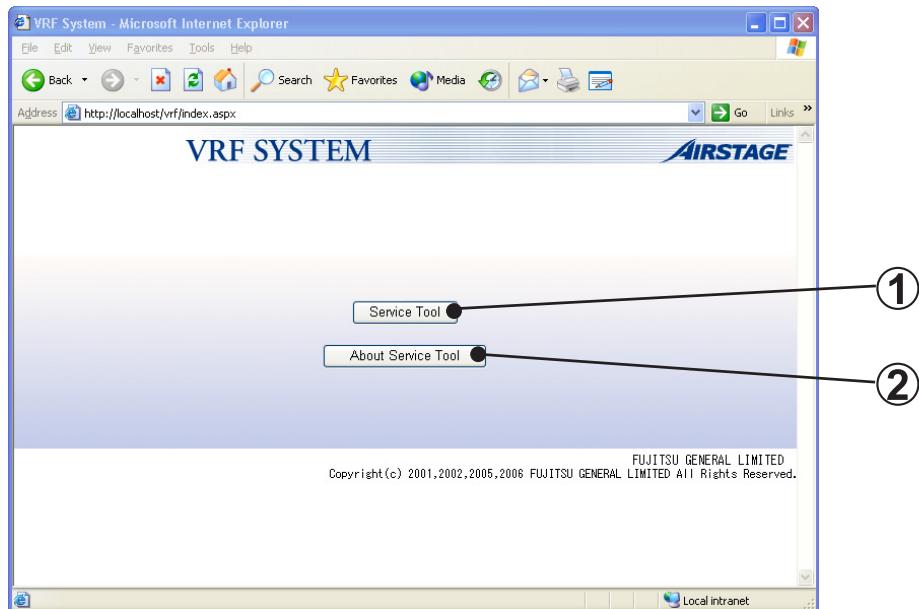 VRF System - Microsoft Internet Explorer
File Edit View Favorites Tools Help
Back Search Favorites Media
Address http://localhost/vrf/index.aspx Go Links »
VRF SYSTEM AIRSTAGE
Service Tool
1
About Service Tool
2
FUJITSU GENERAL LIMITED
Copyright(c) 2001,2002,2005,2006 FUJITSU GENERAL LIMITED All Rights Reserved.
Local intranet